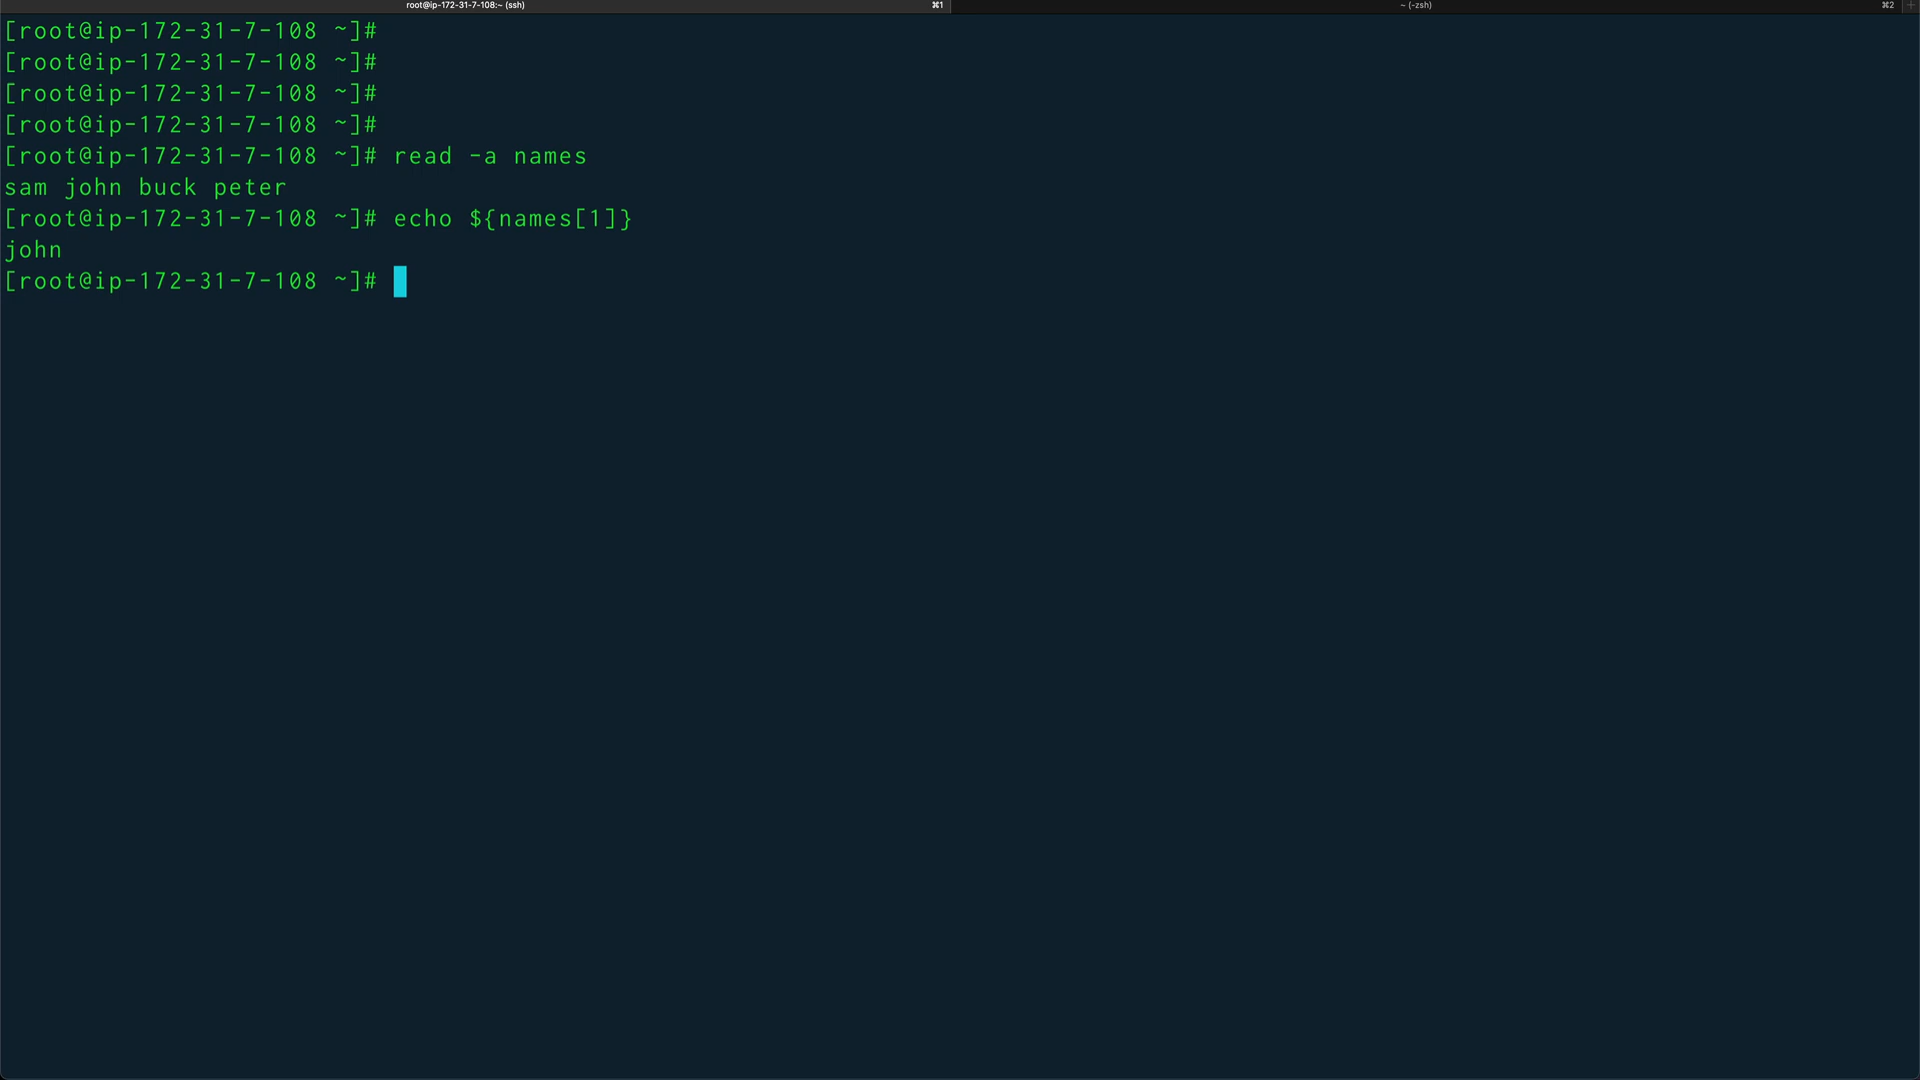 root@ip-172-31-7-108:~ (ssh) ⌘1 ~ (-zsh) ⌘2 +
[root@ip-172-31-7-108 ~]#
[root@ip-172-31-7-108 ~]#
[root@ip-172-31-7-108 ~]#
[root@ip-172-31-7-108 ~]#
[root@ip-172-31-7-108 ~]# read -a names
sam john buck peter
[root@ip-172-31-7-108 ~]# echo ${names[1]}
john
[root@ip-172-31-7-108 ~]#